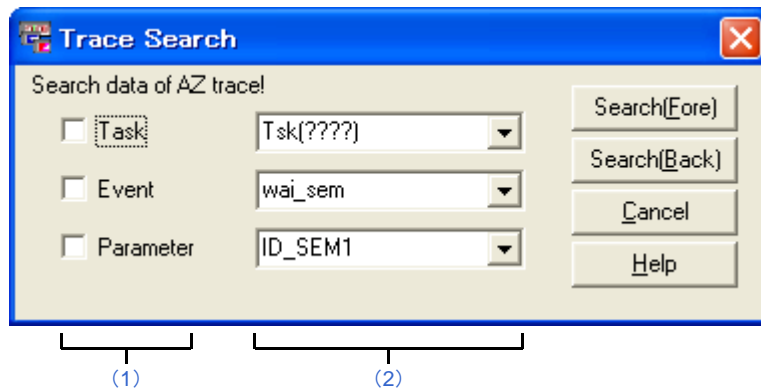 Trace Search
Search data of AZ trace!
Task Tsk(????)
Event wai_sem
Parameter ID_SEM1
Search(Fore)
Search(Back)
Cancel
Help
(1) (2)